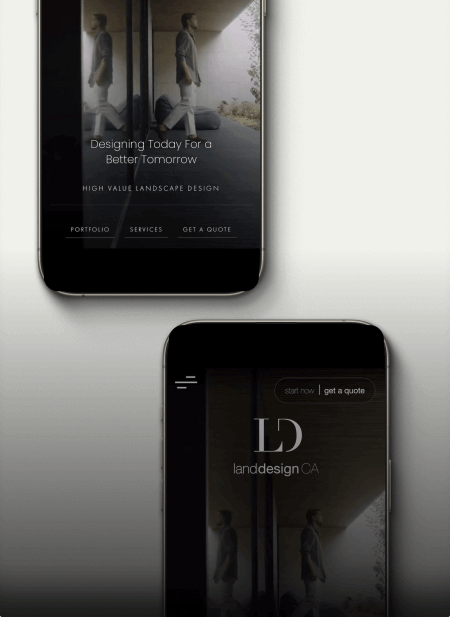 Designing Today For a
Better Tomorrow
HIGH VALUE LANDSCAPE DESIGN
PORTFOLIO SERVICES GET A QUOTE
start now | get a quote
LD
landdesign CA